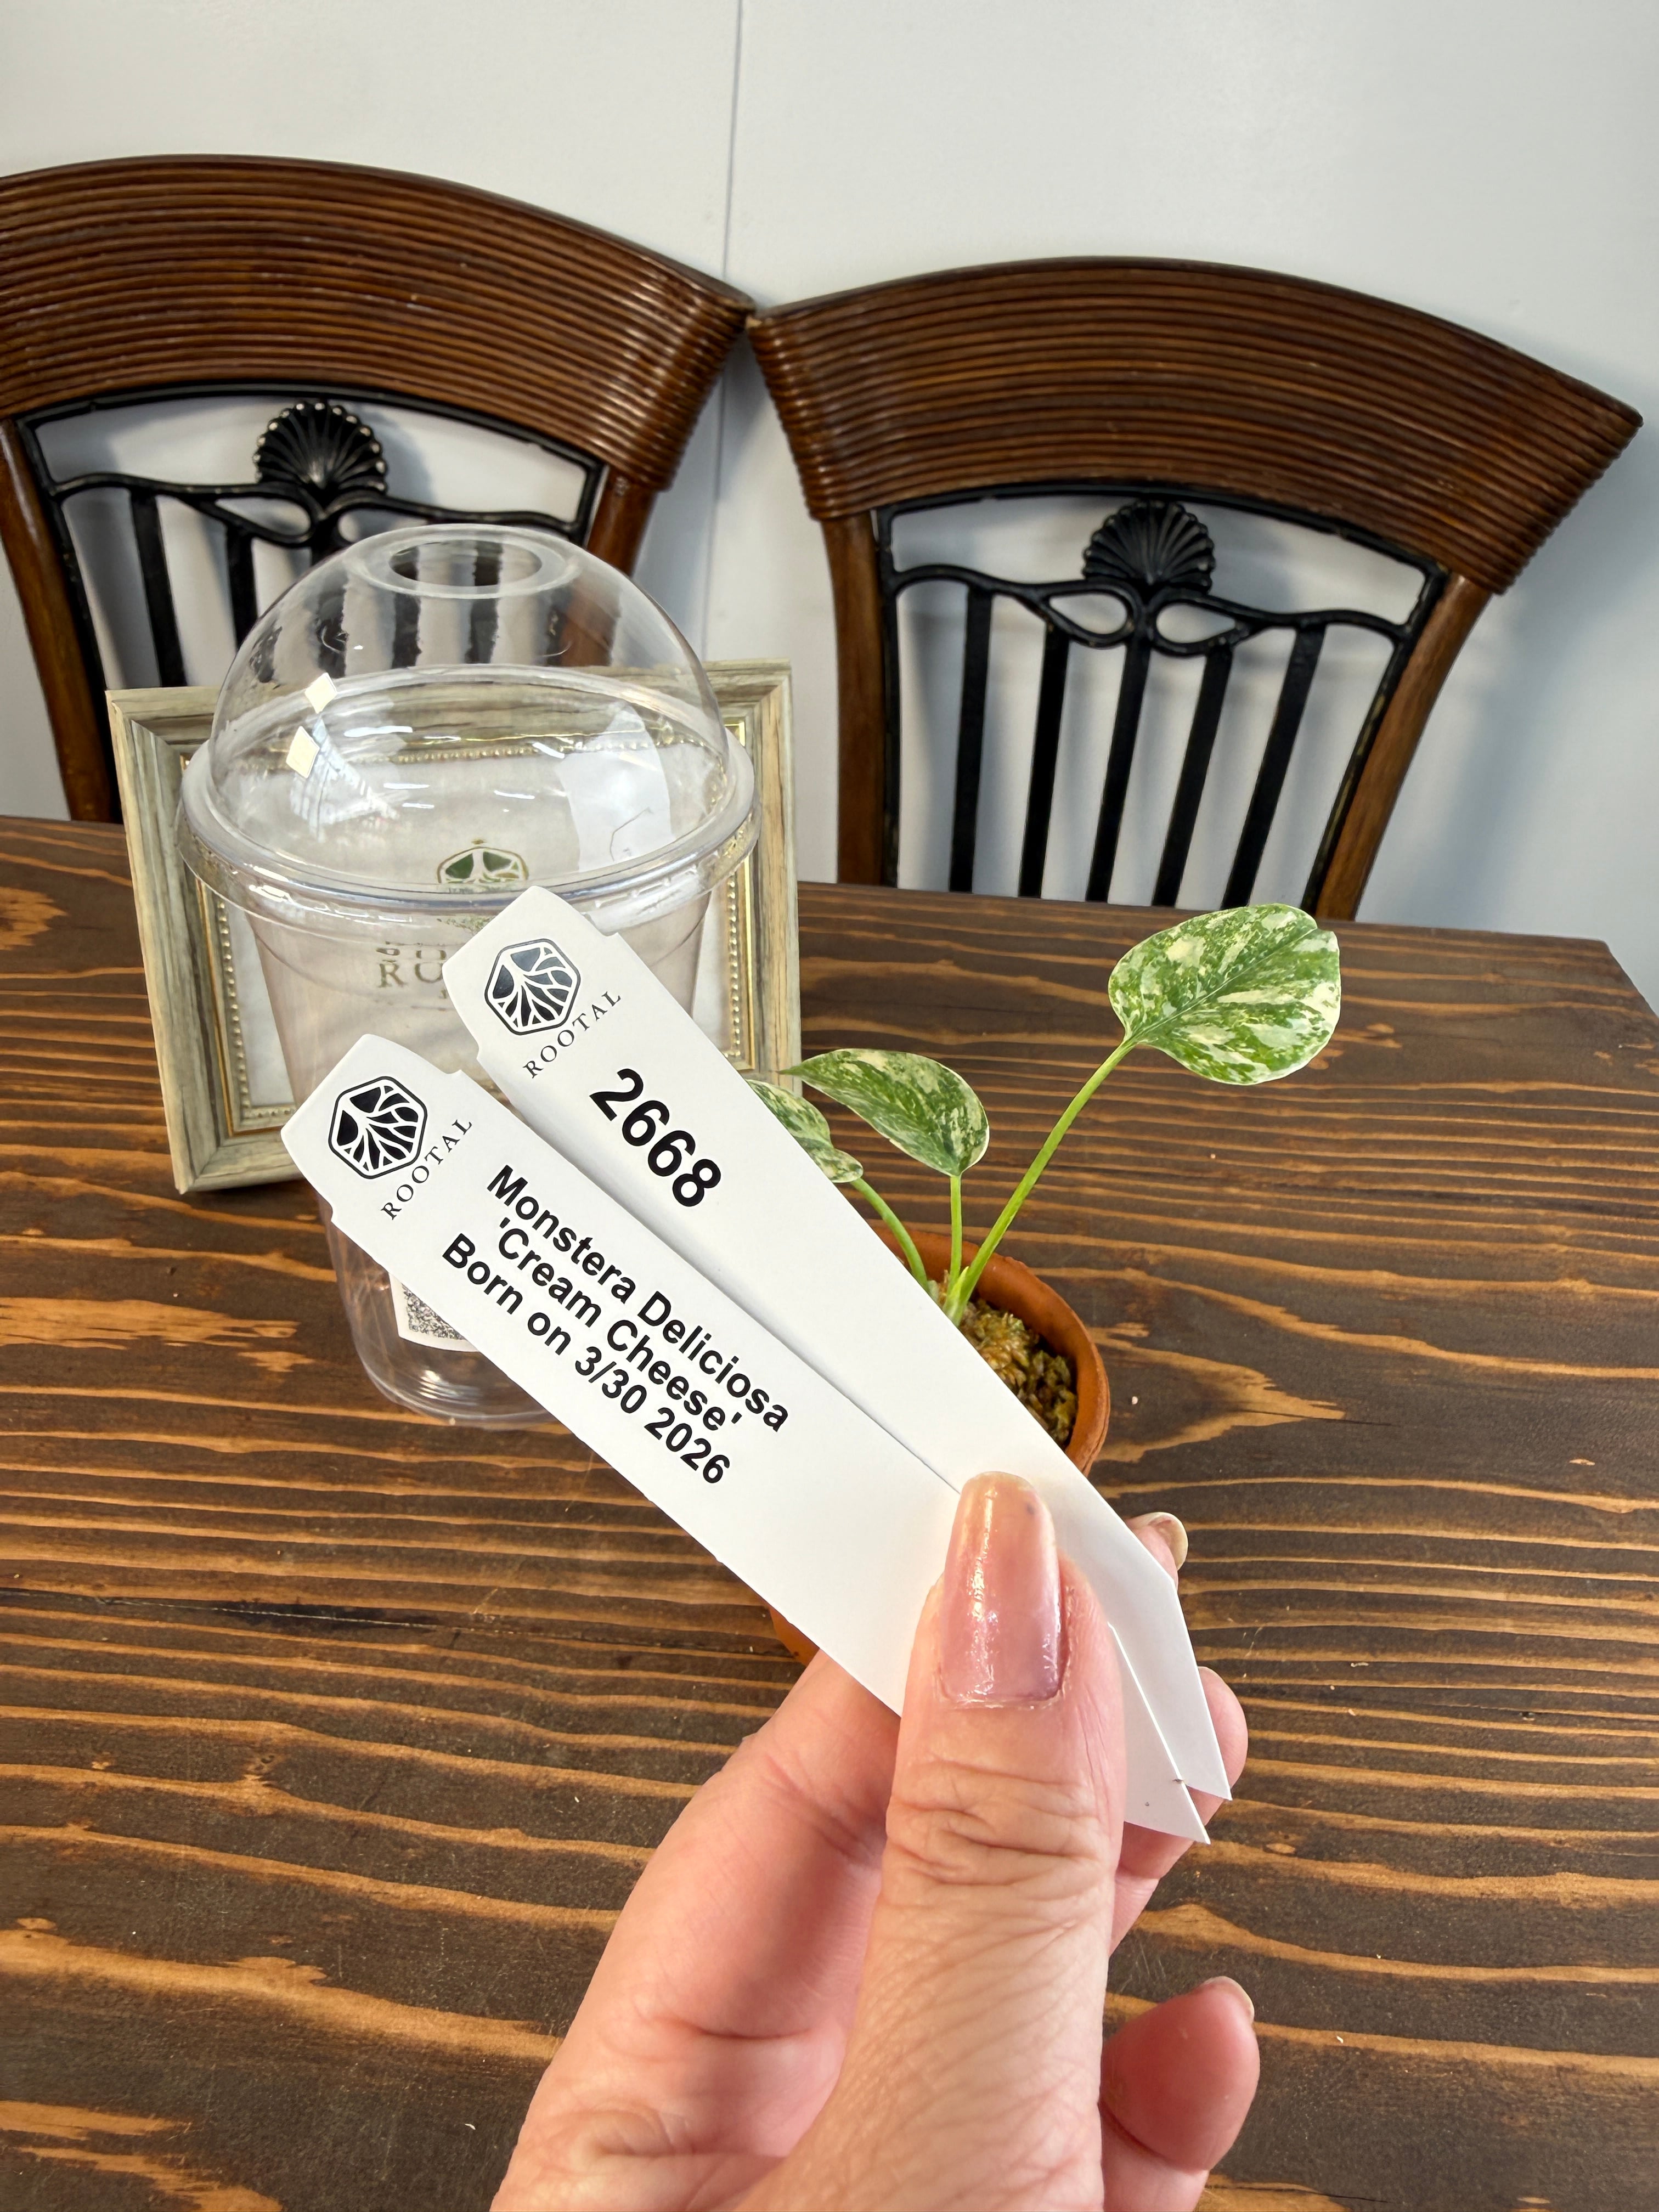 ROOTAL
2668
ROOTAL
Monstera Deliciosa
'Cream Cheese'
Born on 3/30 2026